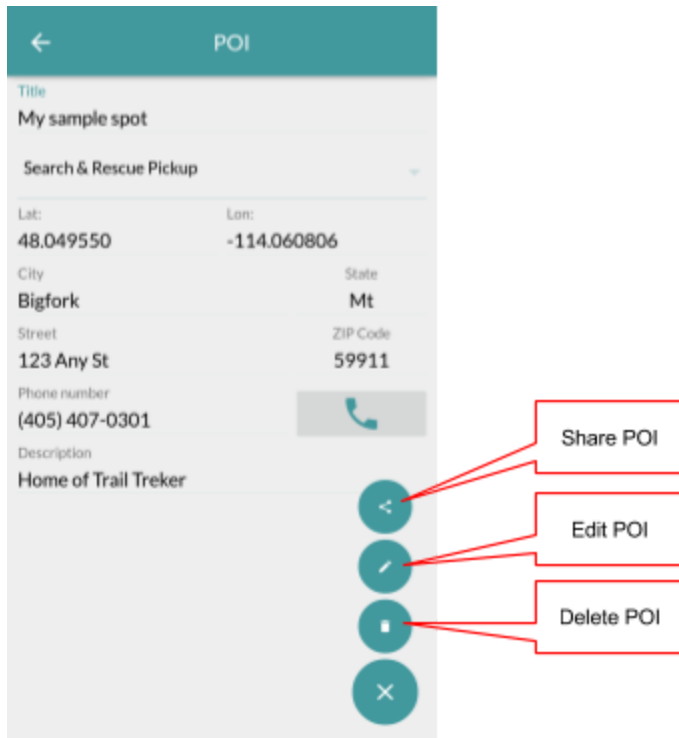 POI
Title
My sample spot
Search & Rescue Pickup
Lat: Lon:
48.049550 -114.060806
City State
Bigfork Mt
Street ZIP Code
123 Any St 59911
Phone number
(405) 407-0301
Description
Home of Trail Treker
Share POI
Edit POI
Delete POI